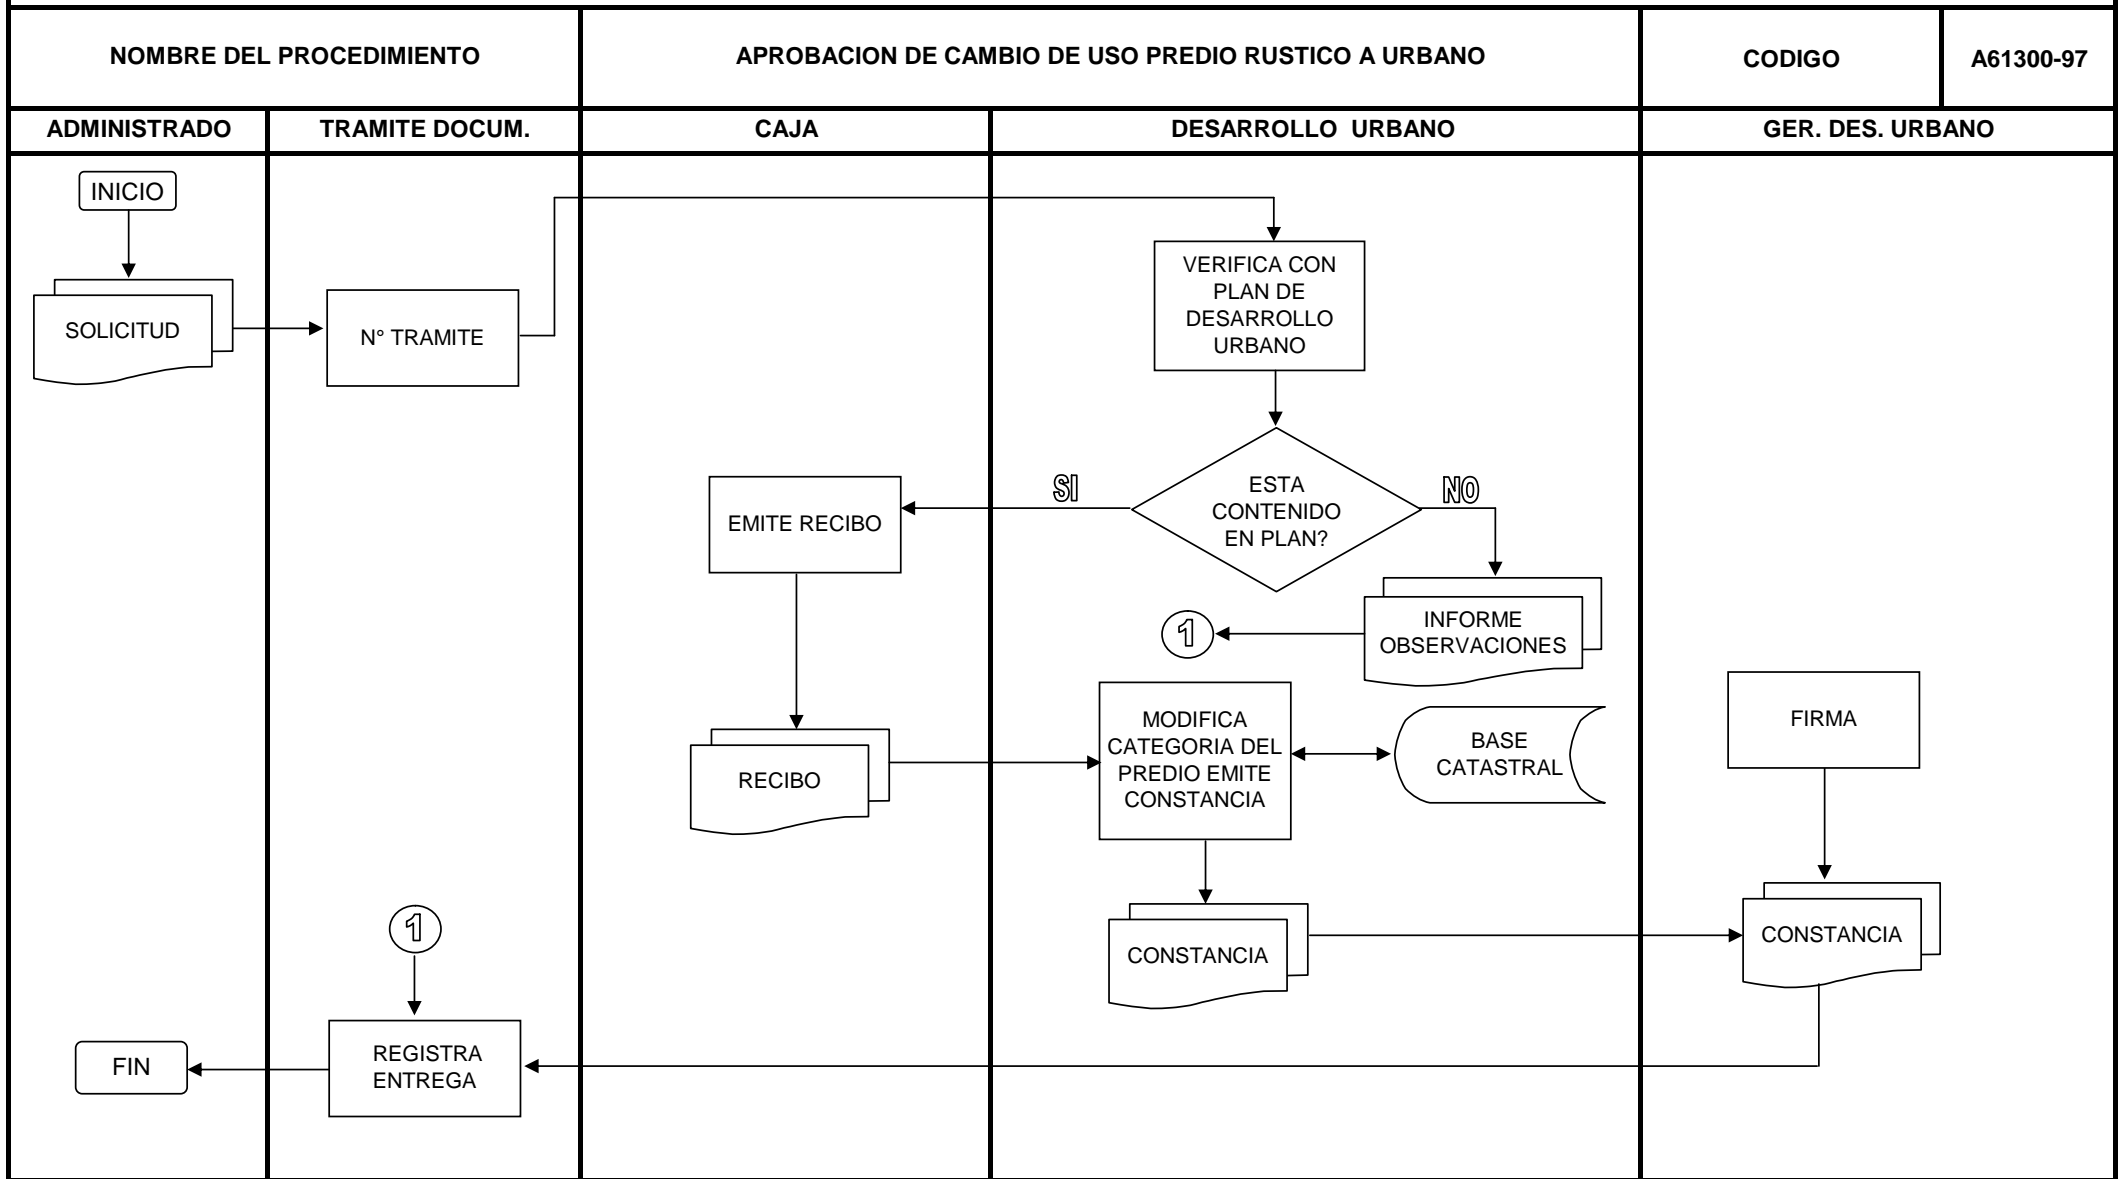 NOMBRE DEL PROCEDIMIENTO
APROBACION DE CAMBIO DE USO PREDIO RUSTICO A URBANO
CODIGO
A61300-97
ADMINISTRADO
TRAMITE DOCUM.
CAJA
DESARROLLO URBANO
GER. DES. URBANO
INICIO
SOLICITUD
N° TRAMITE
VERIFICA CON
PLAN DE
DESARROLLO
URBANO
ESTA
CONTENIDO
EN PLAN?
SI
NO
EMITE RECIBO
INFORME
OBSERVACIONES
1
RECIBO
MODIFICA
CATEGORIA DEL
PREDIO EMITE
CONSTANCIA
BASE
CATASTRAL
FIRMA
CONSTANCIA
CONSTANCIA
1
REGISTRA
ENTREGA
FIN